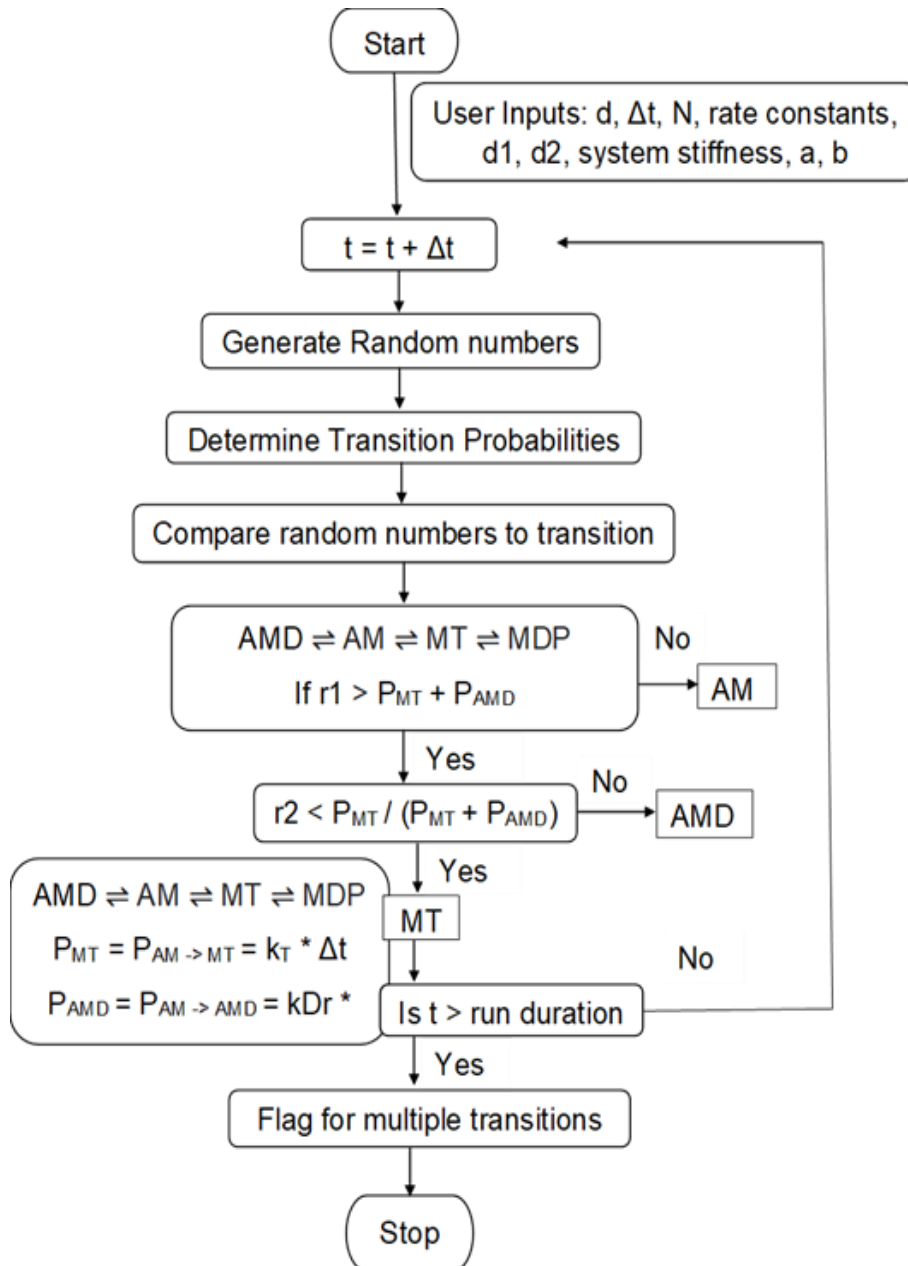 Start
User Inputs: d, Δt, N, rate constants,
d1, d2, system stiffness, a, b
t = t + Δt
Generate Random numbers
Determine Transition Probabilities
Compare random numbers to transition
AMD ⇌ AM ⇌ MT ⇌ MDP
If r1 > PMT + PAMD
No
AM
Yes
r2 < PMT / (PMT + PAMD)
No
AMD
Yes
MT
AMD ⇌ AM ⇌ MT ⇌ MDP
PMT = PAM -> MT = kT * Δt
PAMD = PAM -> AMD = kDr *
Is t > run duration
No
Yes
Flag for multiple transitions
Stop